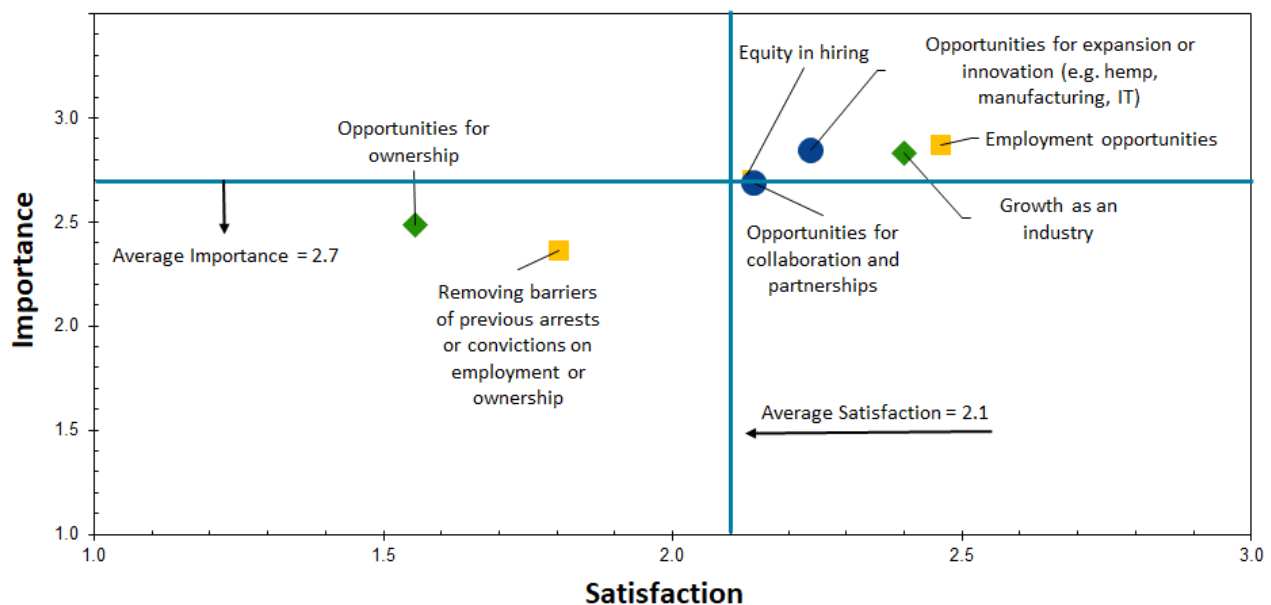 Equity in hiring
Opportunities for expansion or
innovation (e.g. hemp,
manufacturing, IT)
Opportunities for
ownership
Employment opportunities
Growth as an
industry
Average Importance = 2.7
Opportunities for
collaboration and
partnerships
Removing barriers
of previous arrests
or convictions on
employment or
ownership
Average Satisfaction = 2.1
Importance
3.0
2.5
2.0
1.5
1.0
1.0 1.5 2.0 2.5 3.0
Satisfaction